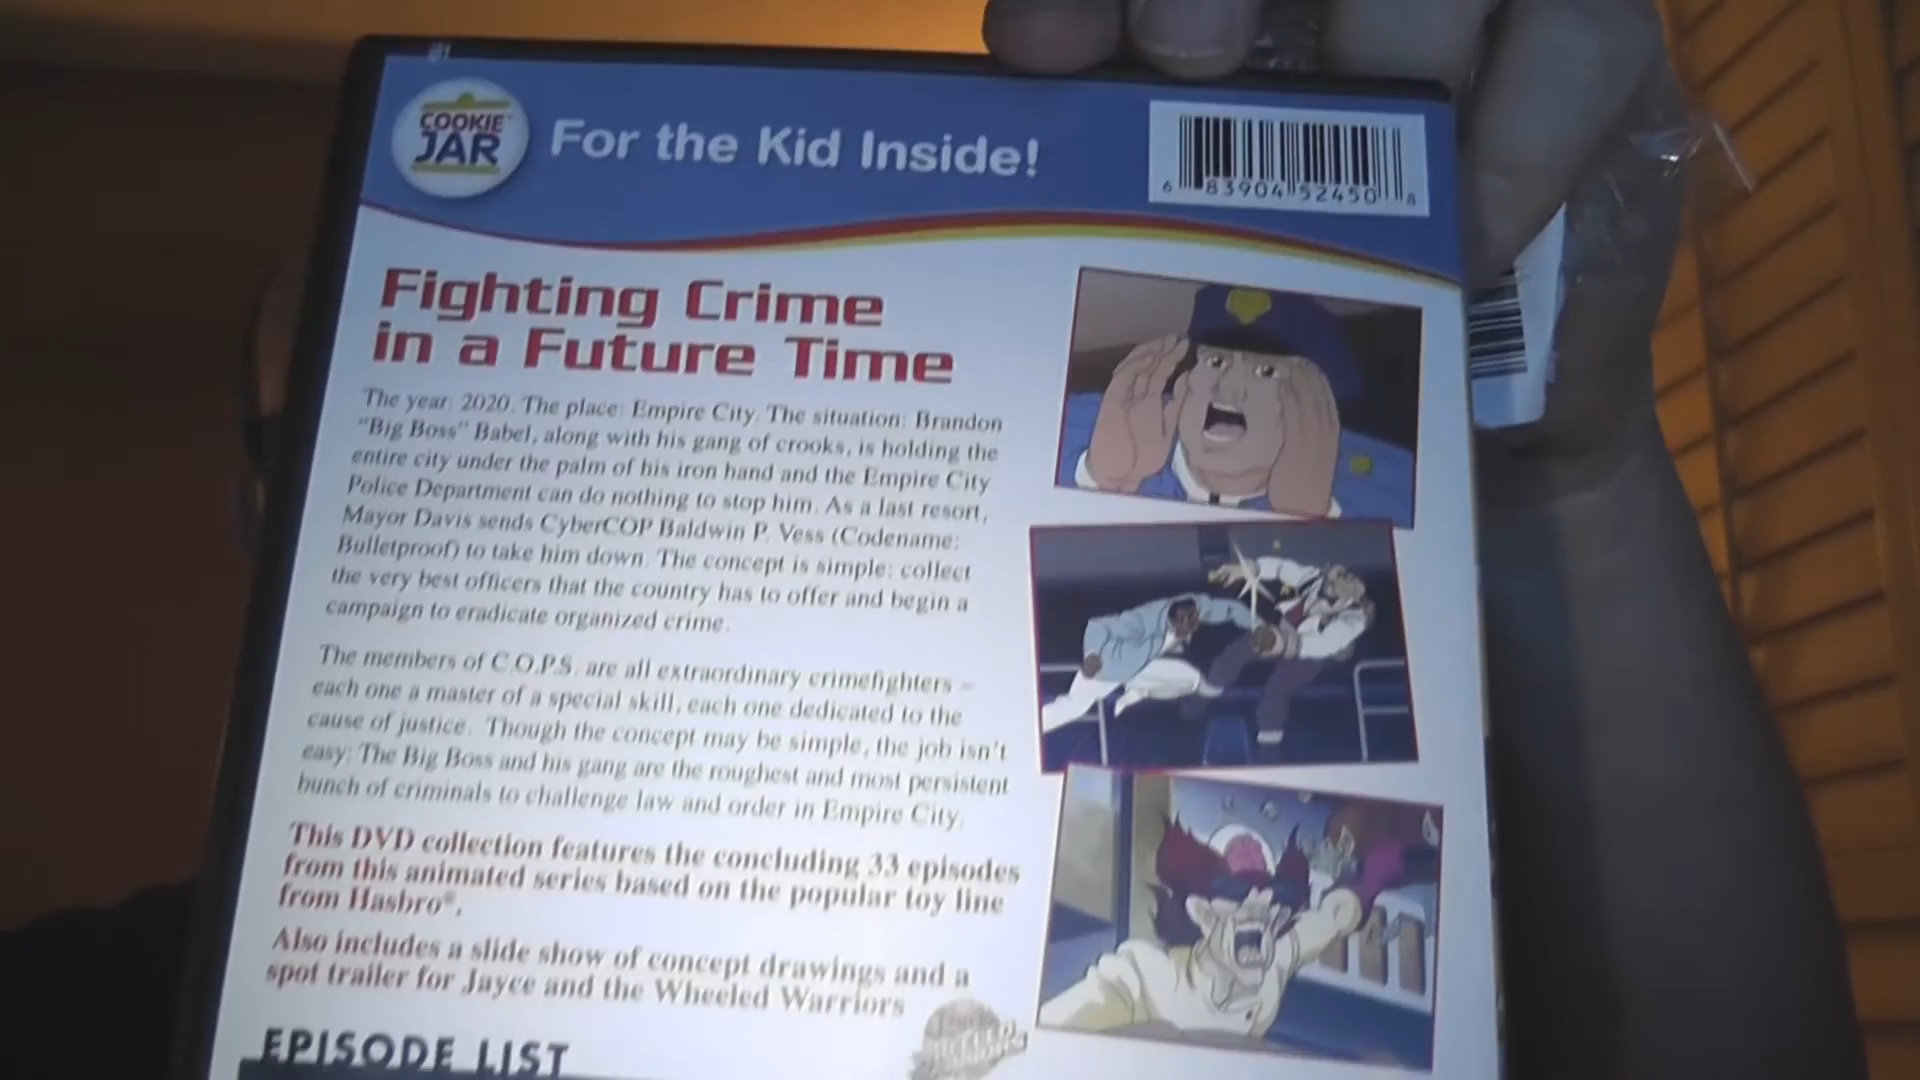 COOKIE
JAR
For the Kid Inside!
6 83904 52450 8
Fighting Crime
in a Future Time
The year: 2020. The place: Empire City. The situation: Brandon
"Big Boss" Babel, along with his gang of crooks, is holding the
entire city under the palm of his iron hand and the Empire City
Police Department can do nothing to stop him. As a last resort,
Mayor Davis sends CyberCOP Baldwin P. Vess (Codename:
Bulletproof) to take him down. The concept is simple: collect
the very best officers that the country has to offer and begin a
campaign to eradicate organized crime.
The members of C.O.P.S. are all extraordinary crimefighters –
each one a master of a special skill, each one dedicated to the
cause of justice. Though the concept may be simple, the job isn't
easy: The Big Boss and his gang are the roughest and most persistent
bunch of criminals to challenge law and order in Empire City.
This DVD collection features the concluding 33 episodes
from this animated series based on the popular toy line
from Hasbro®.
Also includes a slide show of concept drawings and a
spot trailer for Jayce and the Wheeled Warriors
EPISODE LIST